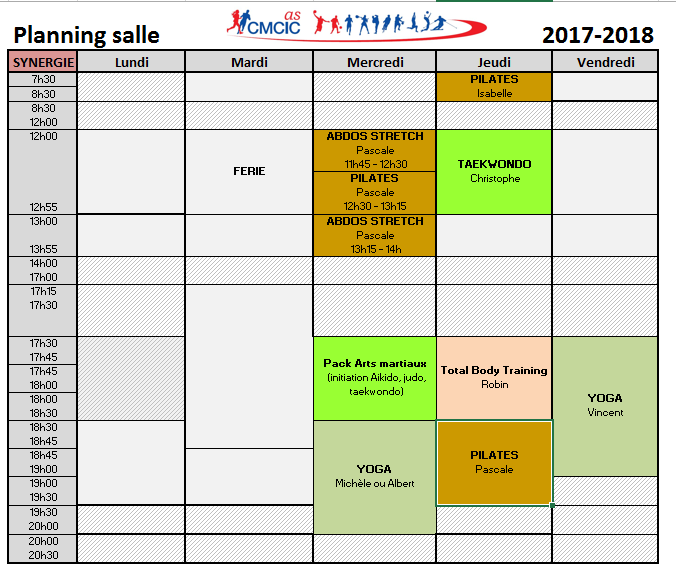 Planning salle
as
CMCIC
2017-2018
SYNERGIE Lundi Mardi Mercredi Jeudi Vendredi
7h30
8h30
PILATES
Isabelle
8h30
12h00
12h00
12h55
FERIE
ABDOS STRETCH
Pascale
11h45 - 12h30
PILATES
Pascale
12h30 - 13h15
TAEKWONDO
Christophe
13h00
13h55
ABDOS STRETCH
Pascale
13h15 - 14h
14h00
17h00
17h15
17h30
17h30
17h45
17h45
18h00
18h00
18h30
Pack Arts martiaux
(initiation Aikido, judo,
taekwondo)
Total Body Training
Robin
YOGA
Vincent
18h30
18h45
18h45
19h00
19h00
19h30
YOGA
Michèle ou Albert
PILATES
Pascale
19h30
20h00
20h00
20h30